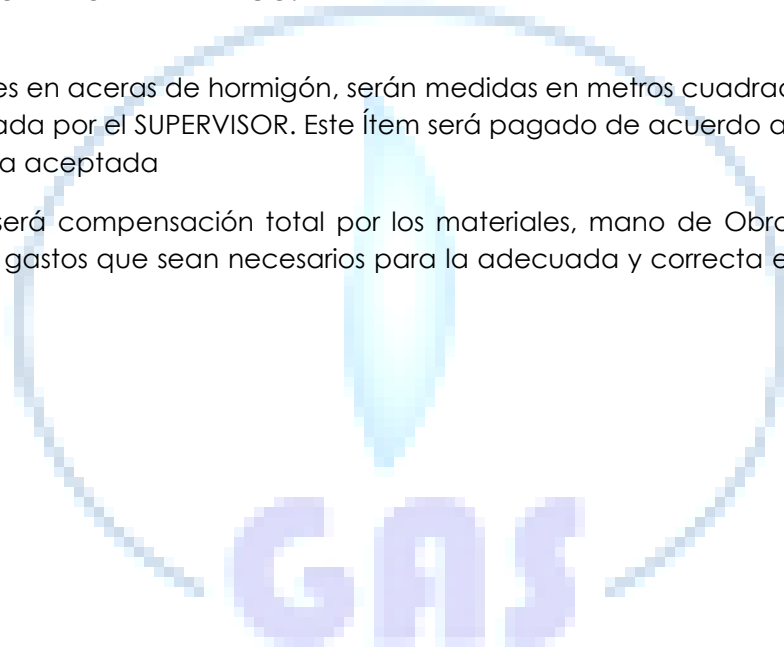 es en aceras de hormigón, serán medidas en metros cuadrad
ada por el SUPERVISOR. Este Ítem será pagado de acuerdo a
a aceptada
será compensación total por los materiales, mano de Obra
gastos que sean necesarios para la adecuada y correcta e
GAS